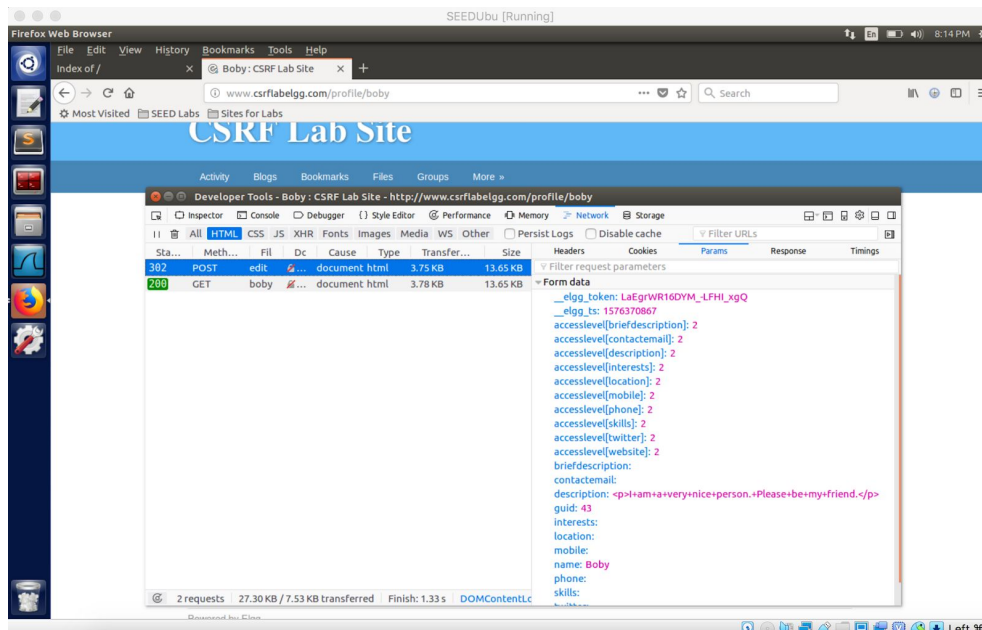 SEEDUbu [Running]
Firefox Web Browser En 8:14 PM
File Edit View History Bookmarks Tools Help
Index of / × Boby : CSRF Lab Site × +
www.csrflabelgg.com/profile/boby ••• Search
Most Visited SEED Labs Sites for Labs
CSRF Lab Site
Activity Blogs Bookmarks Files Groups More »
Developer Tools - Boby : CSRF Lab Site - http://www.csrflabelgg.com/profile/boby
Inspector Console Debugger {} Style Editor Performance Memory Network Storage
All HTML CSS JS XHR Fonts Images Media WS Other Persist Logs Disable cache Filter URLs
Sta... Meth... Fil Dc Cause Type Transfer... Size Headers Cookies Params Response Timings
302 POST edit ... document html 3.75 KB 13.65 KB
200 GET boby ... document html 3.78 KB 13.65 KB
Filter request parameters
Form data
__elgg_token: LaEgrWR16DYM_-LFHI_xgQ
__elgg_ts: 1576370867
accesslevel[briefdescription]: 2
accesslevel[contactemail]: 2
accesslevel[description]: 2
accesslevel[interests]: 2
accesslevel[location]: 2
accesslevel[mobile]: 2
accesslevel[phone]: 2
accesslevel[skills]: 2
accesslevel[twitter]: 2
accesslevel[website]: 2
briefdescription:
contactemail:
description: <p>I+am+a+very+nice+person.+Please+be+my+friend.</p>
guid: 43
interests:
location:
mobile:
name: Boby
phone:
skills:
2 requests 27.30 KB / 7.53 KB transferred Finish: 1.33 s DOMContentLo
Left ⌘